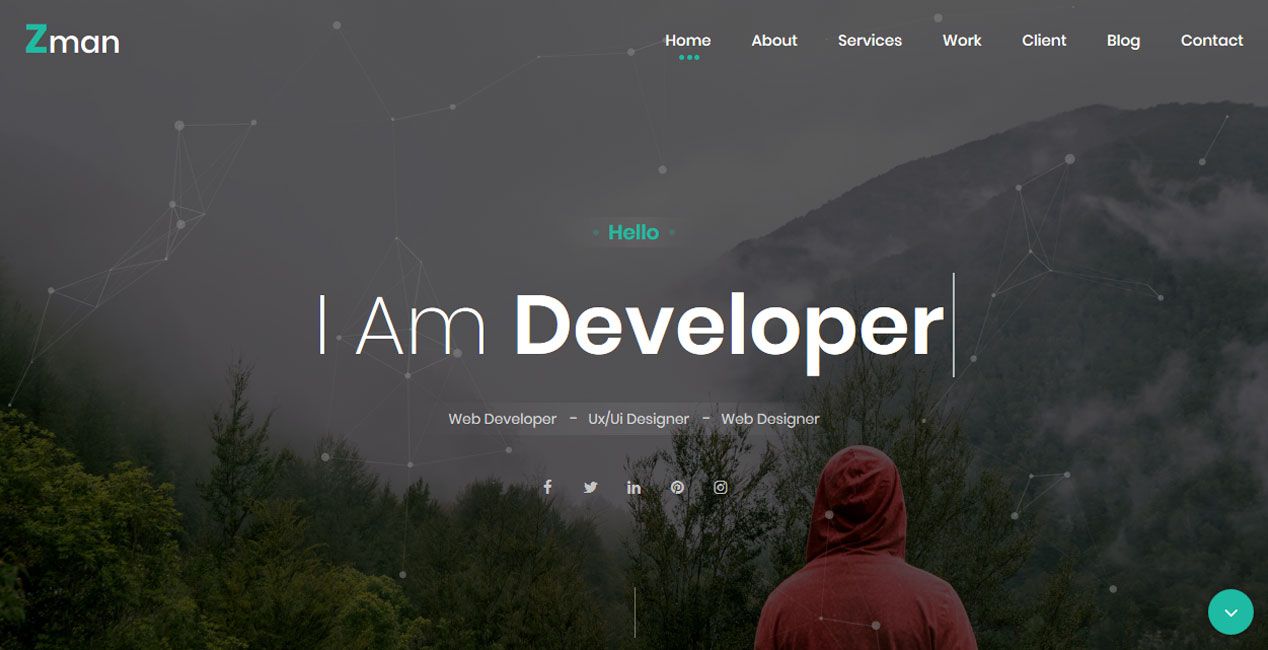 Zman
Home About Services Work Client Blog Contact
Hello
I Am Developer
Web Developer - Ux/Ui Designer - Web Designer